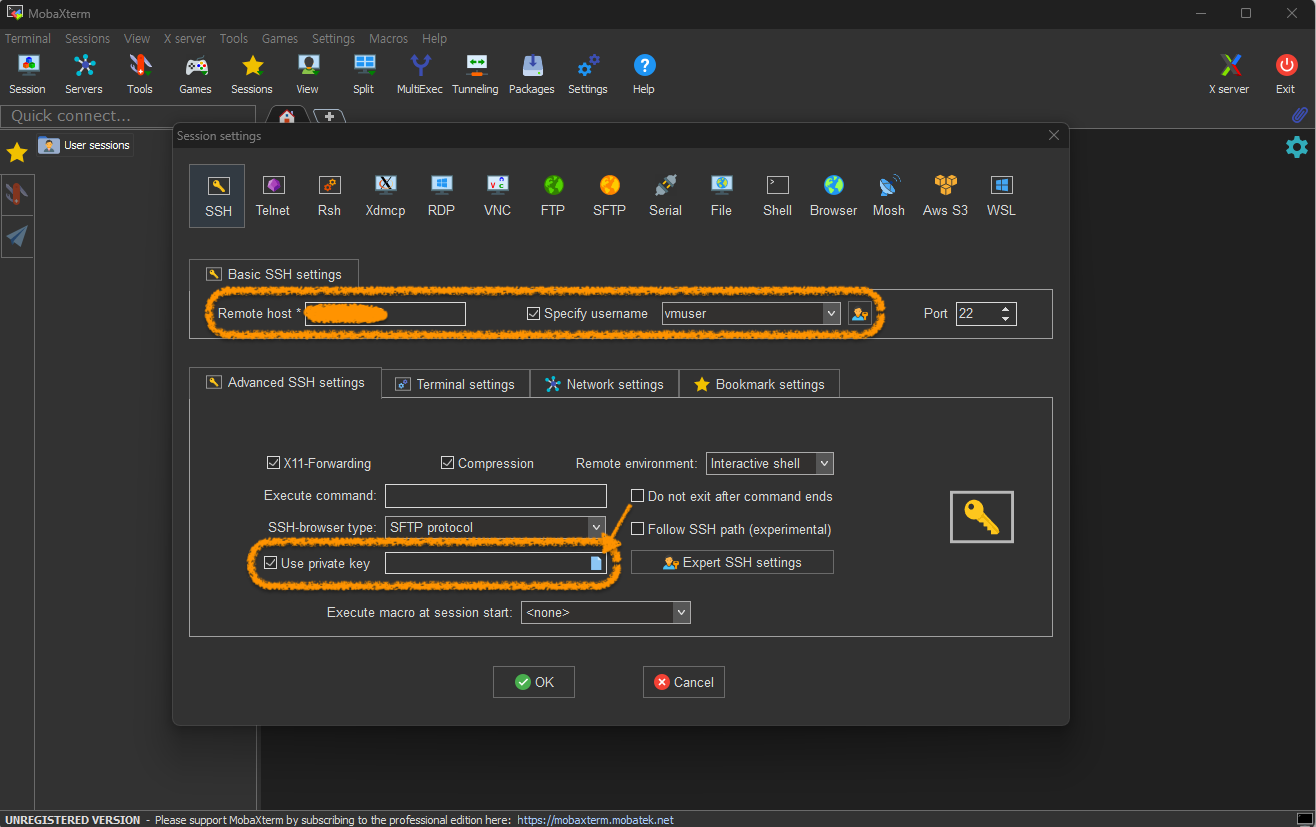 MobaXterm
Terminal Sessions View X server Tools Games Settings Macros Help
Session Servers Tools Games Sessions View Split MultiExec Tunneling Packages Settings Help X server Exit
Quick connect...
User sessions
Session settings
SSH Telnet Rsh Xdmcp RDP VNC FTP SFTP Serial File Shell Browser Mosh Aws S3 WSL
Basic SSH settings
Remote host * Specify username vmuser Port 22
Advanced SSH settings Terminal settings Network settings Bookmark settings
X11-Forwarding Compression Remote environment: Interactive shell
Execute command: Do not exit after command ends
SSH-browser type: SFTP protocol Follow SSH path (experimental)
Use private key Expert SSH settings
Execute macro at session start: <none>
OK Cancel
UNREGISTERED VERSION - Please support MobaXterm by subscribing to the professional edition here: https://mobaxterm.mobatek.net